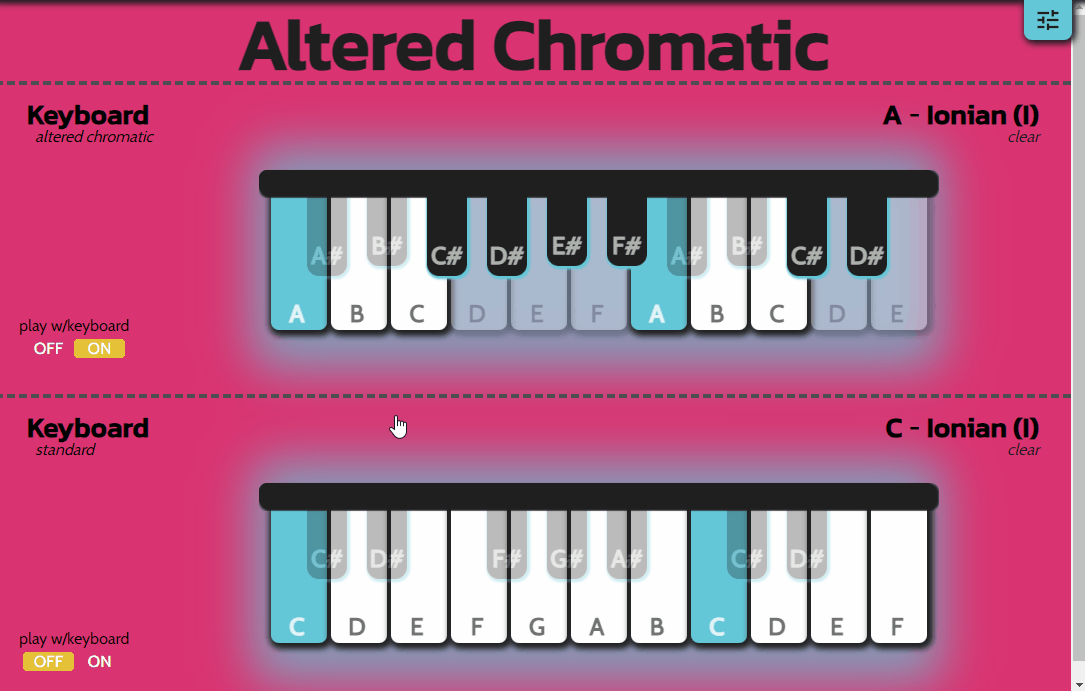 Altered Chromatic
Keyboard
altered chromatic
A - Ionian (I)
clear
A# B# C# D# E# F# A# B# C# D#
A B C D E F A B C D E
play w/keyboard
OFF ON
Keyboard
standard
C - Ionian (I)
clear
C# D# F# G# A# C# D#
C D E F G A B C D E F
play w/keyboard
OFF ON